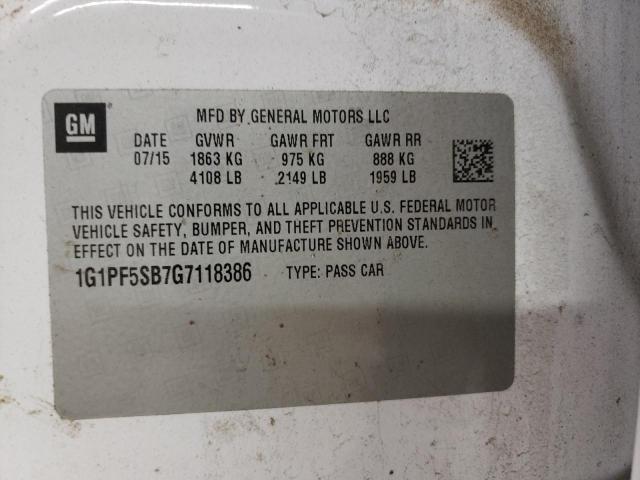 GM
MFD BY GENERAL MOTORS LLC
DATE GVWR GAWR FRT GAWR RR
07/15 1863 KG 975 KG 888 KG
4108 LB 2149 LB 1959 LB
THIS VEHICLE CONFORMS TO ALL APPLICABLE U.S. FEDERAL MOTOR
VEHICLE SAFETY, BUMPER, AND THEFT PREVENTION STANDARDS IN
EFFECT ON THE DATE OF MANUFACTURE SHOWN ABOVE.
1G1PF5SB7G7118386 TYPE: PASS CAR